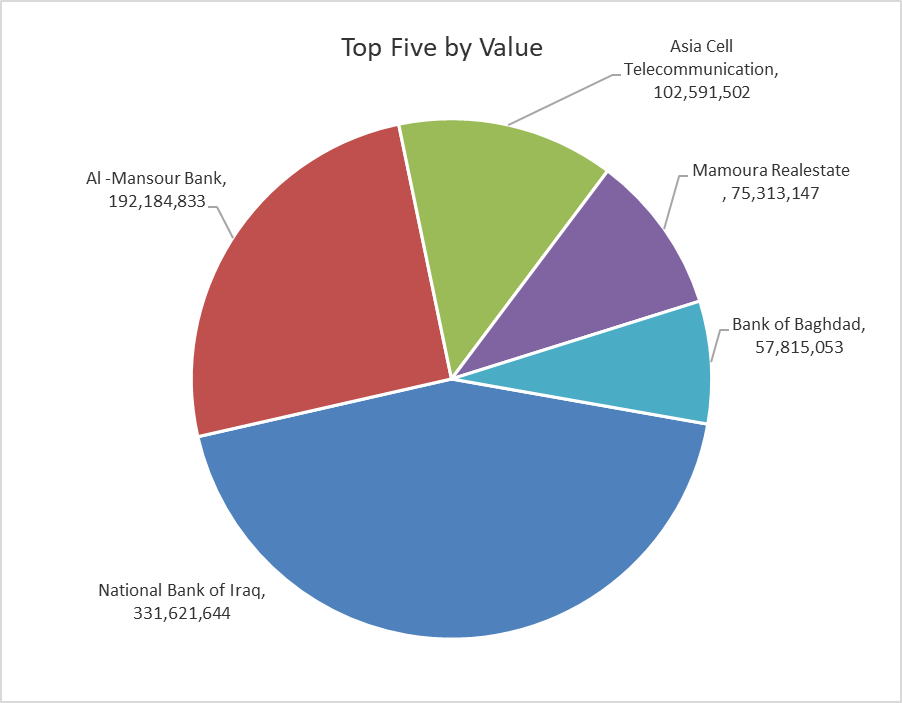 Top Five by Value
Asia Cell
Telecommunication,
102,591,502
Mamoura Realestate
, 75,313,147
Al -Mansour Bank,
192,184,833
Bank of Baghdad,
57,815,053
National Bank of Iraq,
331,621,644